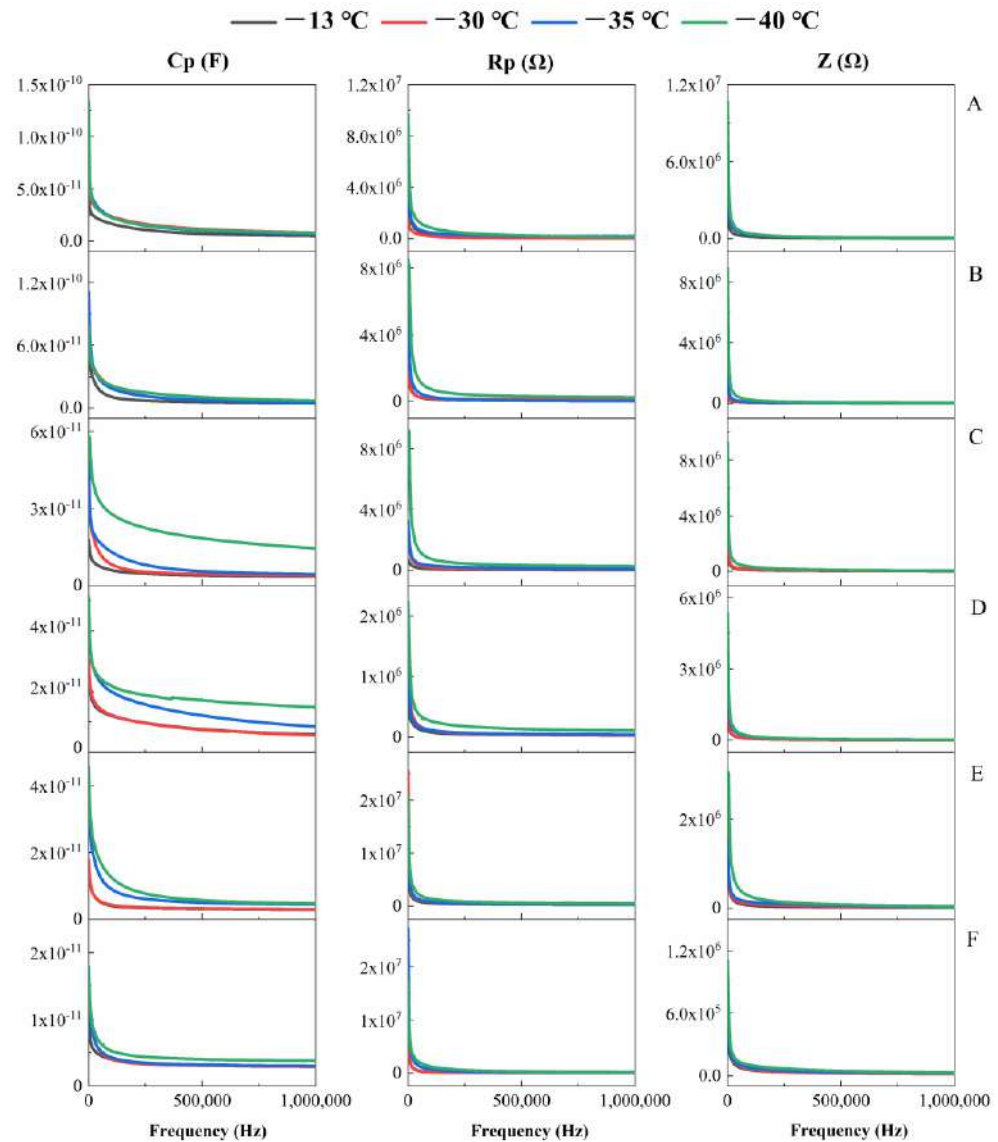 −13 ℃ −30 ℃ −35 ℃ −40 ℃
Cp (F) Rp (Ω) Z (Ω)
1.5x10⁻¹⁰ 1.2x10⁷ 1.2x10⁷ A
1.0x10⁻¹⁰ 8.0x10⁶ 6.0x10⁶
5.0x10⁻¹¹ 4.0x10⁶
0.0 0.0 0.0
1.2x10⁻¹⁰ 8x10⁶ 8x10⁶ B
6.0x10⁻¹¹ 4x10⁶ 4x10⁶
0.0 0 0
6x10⁻¹¹ 8x10⁶ 8x10⁶ C
3x10⁻¹¹ 4x10⁶ 4x10⁶
0 0 0
4x10⁻¹¹ 2x10⁶ 6x10⁶ D
2x10⁻¹¹ 1x10⁶ 3x10⁶
0 0 0
4x10⁻¹¹ 2x10⁷ 2x10⁶ E
2x10⁻¹¹ 1x10⁷
0 0 0
2x10⁻¹¹ 2x10⁷ 1.2x10⁶ F
1x10⁻¹¹ 1x10⁷ 6.0x10⁵
0 0 0.0
0 500,000 1,000,000 0 500,000 1,000,000 0 500,000 1,000,000
Frequency (Hz) Frequency (Hz) Frequency (Hz)